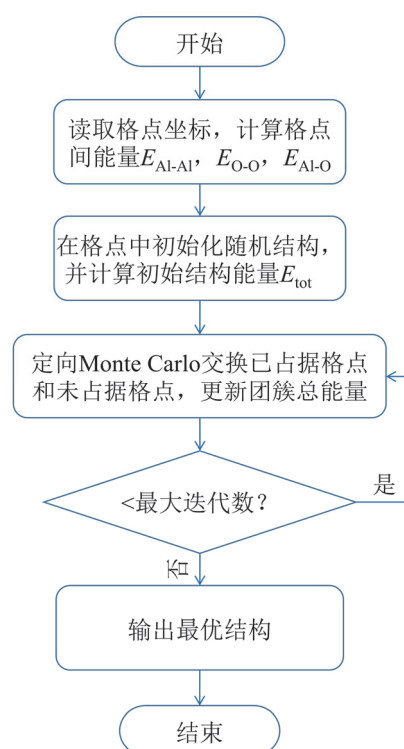 开始
读取格点坐标，计算格点
间能量E_Al-Al，E_O-O，E_Al-O
在格点中初始化随机结构，
并计算初始结构能量E_tot
定向Monte Carlo交换已占据格点
和未占据格点，更新团簇总能量
<最大迭代数？
是
否
输出最优结构
结束